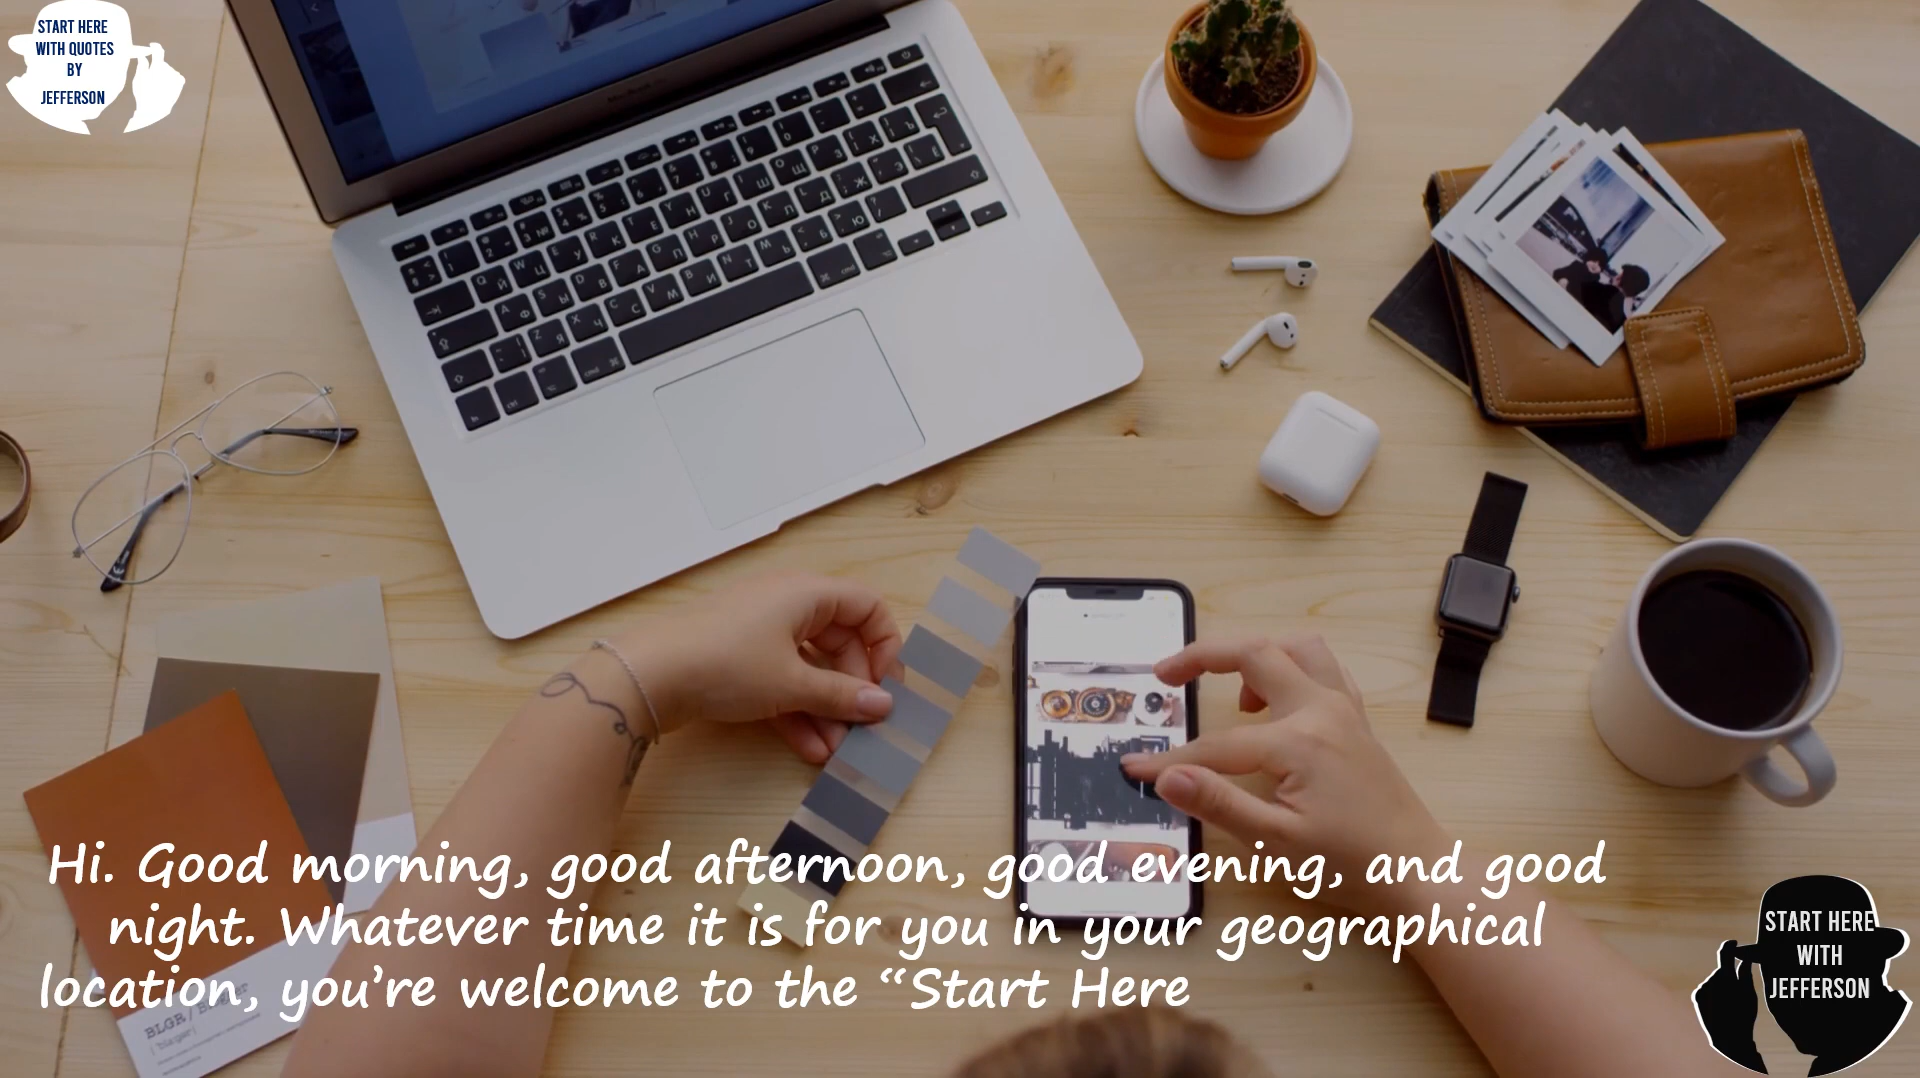 START HERE
WITH QUOTES
BY
JEFFERSON
Hi. Good morning, good afternoon, good evening, and good
night. Whatever time it is for you in your geographical
location, you’re welcome to the “Start Here
START HERE
WITH
JEFFERSON